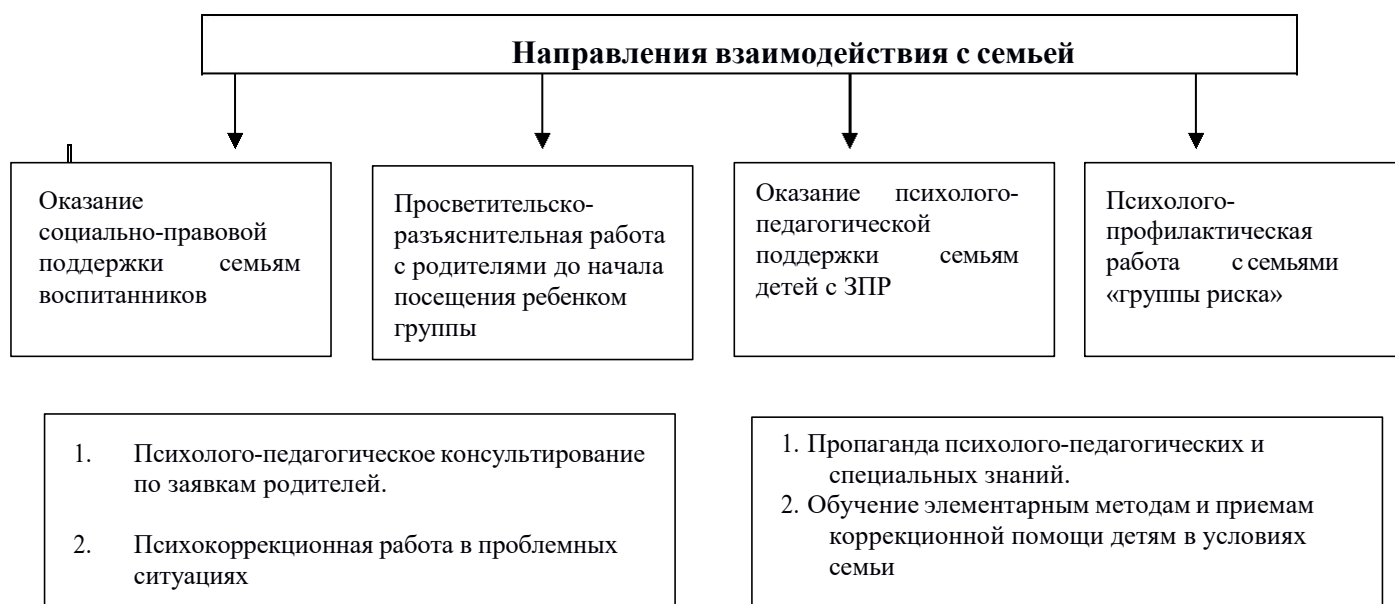 Направления взаимодействия с семьей
Оказание
социально-правовой
поддержки семьям
воспитанников
Просветительско-
разъяснительная работа
с родителями до начала
посещения ребенком
группы
Оказание психолого-
педагогической
поддержки семьям
детей с ЗПР
Психолого-
профилактическая
работа с семьями
«группы риска»
1. Психолого-педагогическое консультирование
по заявкам родителей.
2. Психокоррекционная работа в проблемных
ситуациях
1. Пропаганда психолого-педагогических и
специальных знаний.
2. Обучение элементарным методам и приемам
коррекционной помощи детям в условиях
семьи